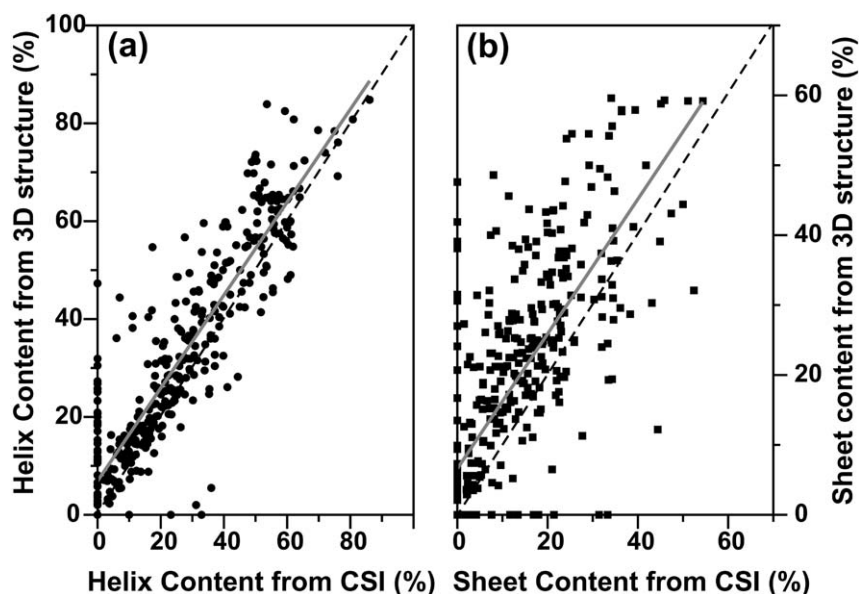 (a)
(b)
Helix Content from 3D structure (%)
100
80
60
40
20
0
0 20 40 60 80
Helix Content from CSI (%)
0 20 40 60
Sheet Content from CSI (%)
60
40
20
0
Sheet content from 3D structure (%)